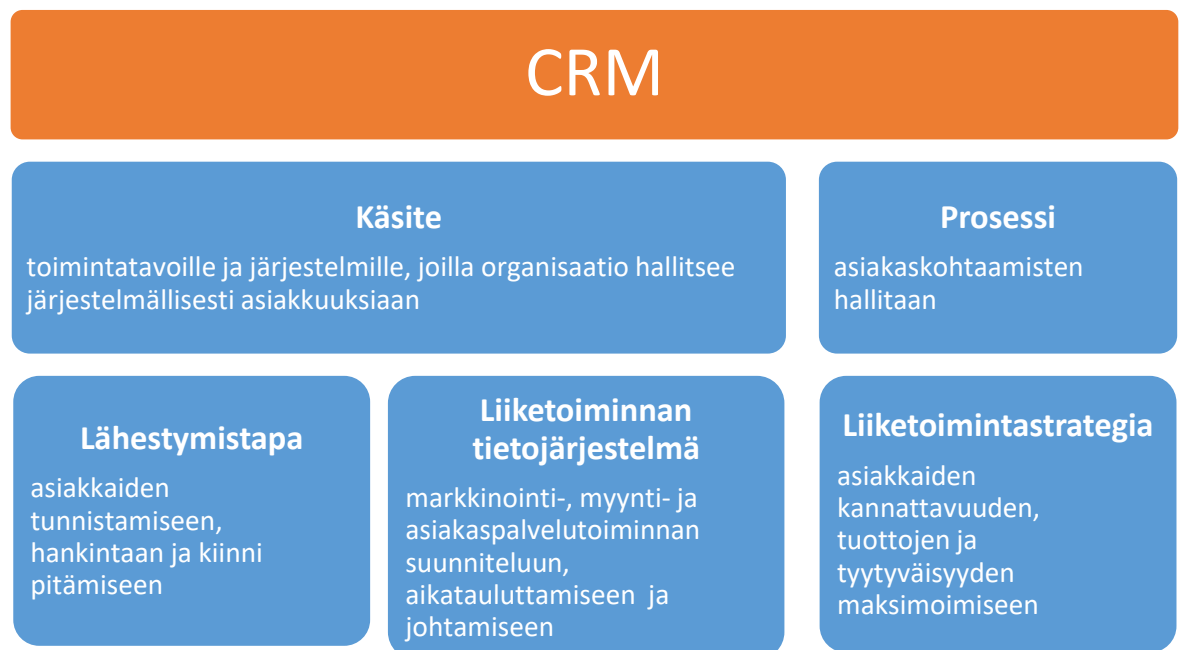 CRM
Käsite
toimintatavoille ja järjestelmille, joilla organisaatio hallitsee
järjestelmällisesti asiakkuuksiaan
Prosessi
asiakaskohtaamisten
hallitaan
Lähestymistapa
asiakkaiden
tunnistamiseen,
hankintaan ja kiinni
pitämiseen
Liiketoiminnan
tietojärjestelmä
markkinointi-, myynti- ja
asiakaspalvelutoiminnan
suunniteluun,
aikatauluttamiseen ja
johtamiseen
Liiketoimintastrategia
asiakkaiden
kannattavuuden,
tuottojen ja
tyytyväisyyden
maksimoimiseen